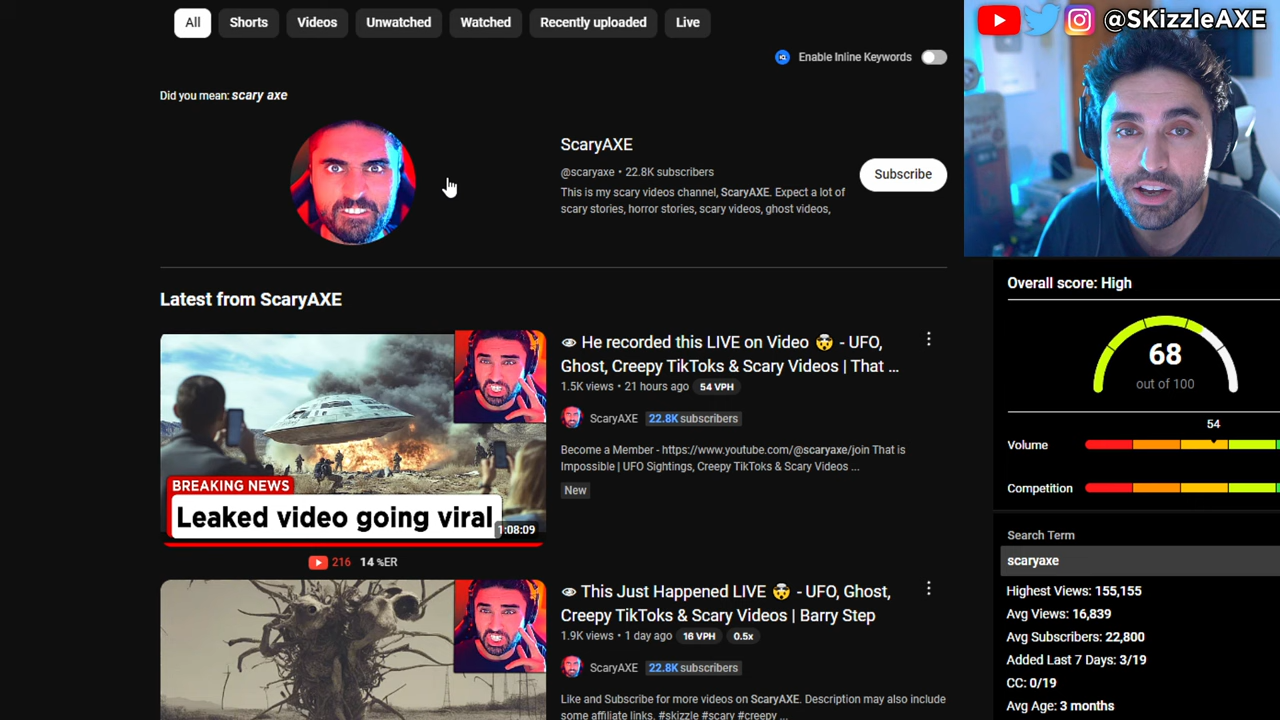 All
Shorts
Videos
Unwatched
Watched
Recently uploaded
Live
@SKizzleAXE
Enable Inline Keywords
Did you mean: scary axe
ScaryAXE
@scaryaxe • 22.8K subscribers
This is my scary videos channel, ScaryAXE. Expect a lot of
scary stories, horror stories, scary videos, ghost videos,
Subscribe
Latest from ScaryAXE
BREAKING NEWS
Leaked video going viral
1:08:09
216 14 %ER
He recorded this LIVE on Video 🤯 - UFO,
Ghost, Creepy TikToks & Scary Videos | That ...
1.5K views • 21 hours ago 54 VPH
ScaryAXE 22.8K subscribers
Become a Member - https://www.youtube.com/@scaryaxe/join That is
Impossible | UFO Sightings, Creepy TikToks & Scary Videos ...
New
This Just Happened LIVE 🤯 - UFO, Ghost,
Creepy TikToks & Scary Videos | Barry Step
1.9K views • 1 day ago 16 VPH 0.5x
ScaryAXE 22.8K subscribers
Like and Subscribe for more videos on ScaryAXE. Description may also include
some affiliate links. #skizzle #scary #creepy ...
Overall score: High
68
out of 100
54
Volume
Competition
Search Term
scaryaxe
Highest Views: 155,155
Avg Views: 16,839
Avg Subscribers: 22,800
Added Last 7 Days: 3/19
CC: 0/19
Avg Age: 3 months